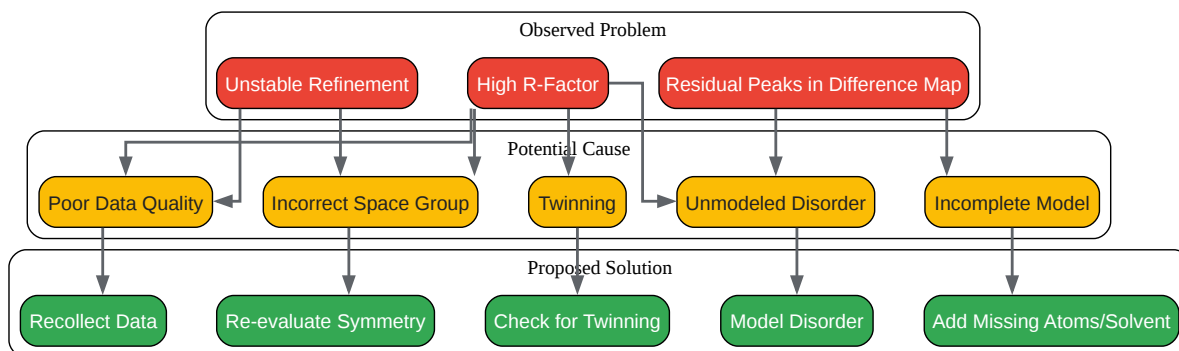 Observed Problem
Unstable Refinement
High R-Factor
Residual Peaks in Difference Map
Potential Cause
Poor Data Quality
Incorrect Space Group
Twinning
Unmodeled Disorder
Incomplete Model
Proposed Solution
Recollect Data
Re-evaluate Symmetry
Check for Twinning
Model Disorder
Add Missing Atoms/Solvent